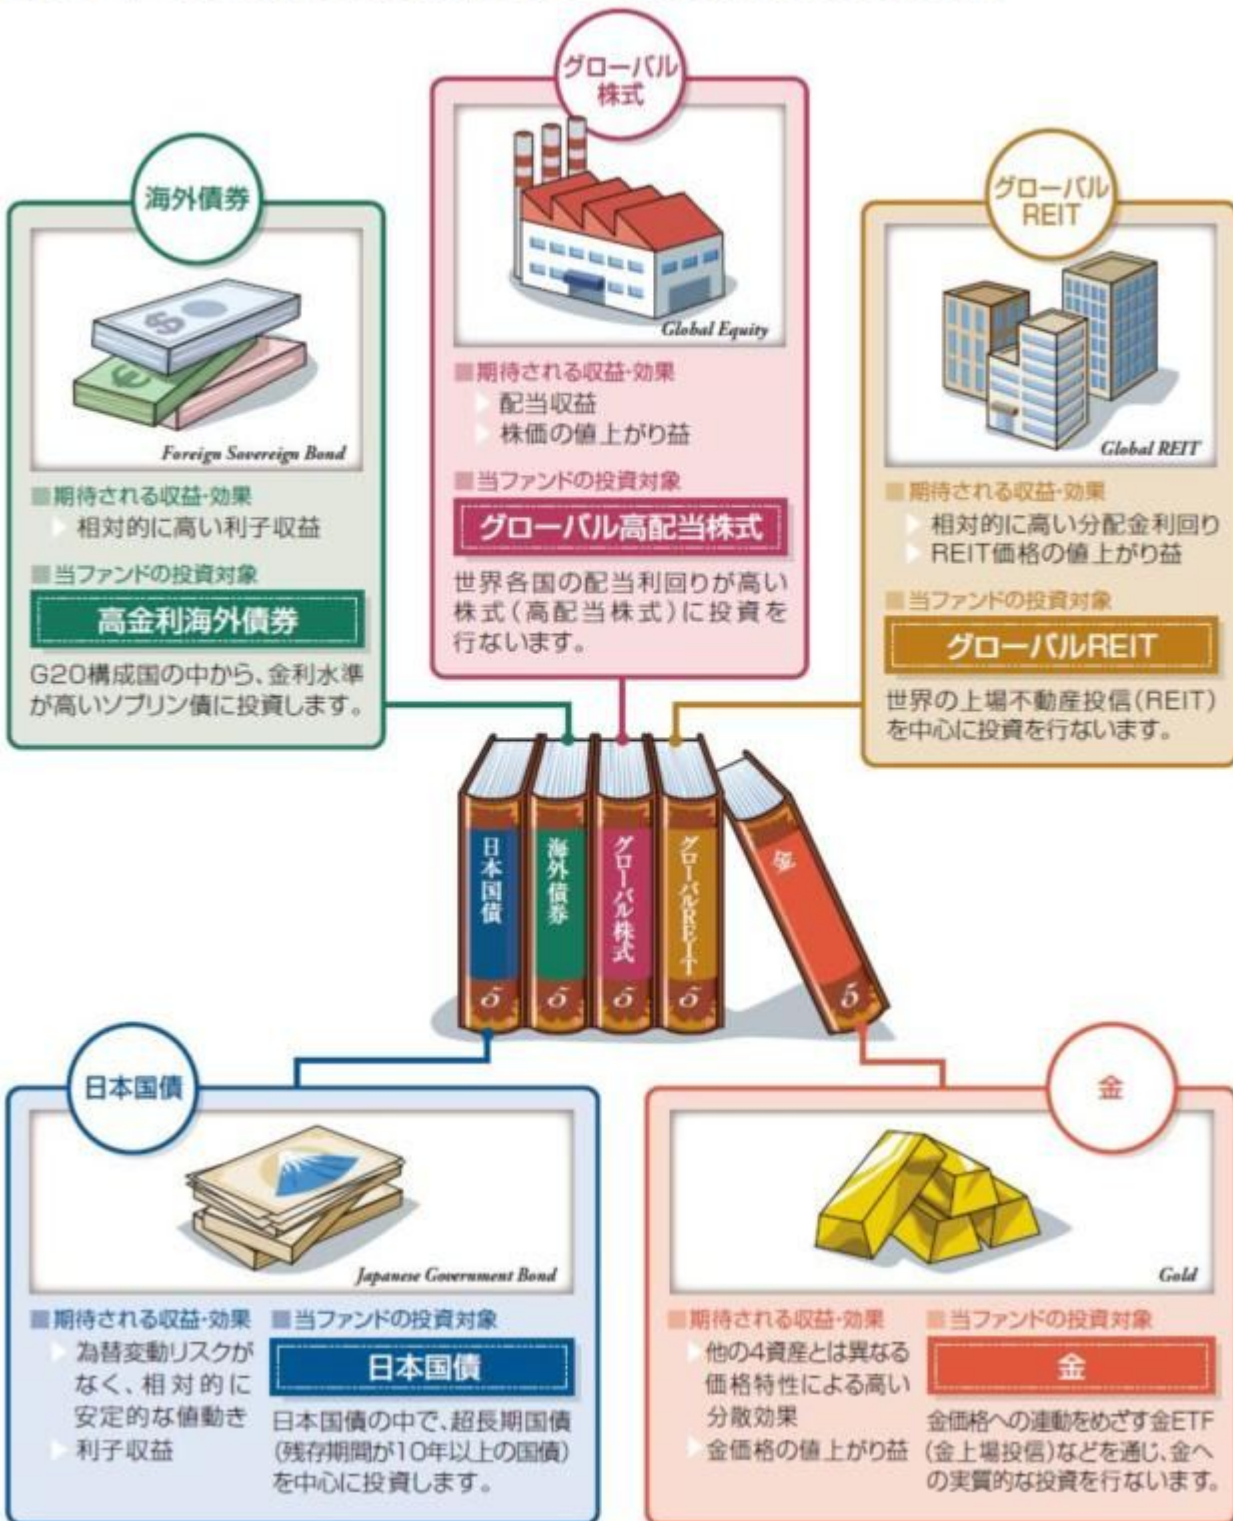 グローバル
株式
Global Equity
■期待される収益・効果
配当収益
株価の値上がり益
■当ファンドの投資対象
グローバル高配当株式
世界各国の配当利回りが高い
株式(高配当株式)に投資を
行ないます。
海外債券
Foreign Sovereign Bond
■期待される収益・効果
相対的に高い利子収益
■当ファンドの投資対象
高金利海外債券
G20構成国の中から、金利水準
が高いソブリン債に投資します。
グローバル
REIT
Global REIT
■期待される収益・効果
相対的に高い分配金利回り
REIT価格の値上がり益
■当ファンドの投資対象
グローバルREIT
世界の上場不動産投信(REIT)
を中心に投資を行ないます。
日本国債
5
海外債券
5
グローバル株式
5
グローバルREIT
5
金
5
日本国債
Japanese Government Bond
■期待される収益・効果
為替変動リスクが
なく、相対的に
安定的な値動き
利子収益
■当ファンドの投資対象
日本国債
日本国債の中で、超長期国債
(残存期間が10年以上の国債)
を中心に投資します。
金
Gold
■期待される収益・効果
他の4資産とは異なる
価格特性による高い
分散効果
金価格の値上がり益
■当ファンドの投資対象
金
金価格への連動をめざす金ETF
(金上場投信)などを通じ、金へ
の実質的な投資を行ないます。